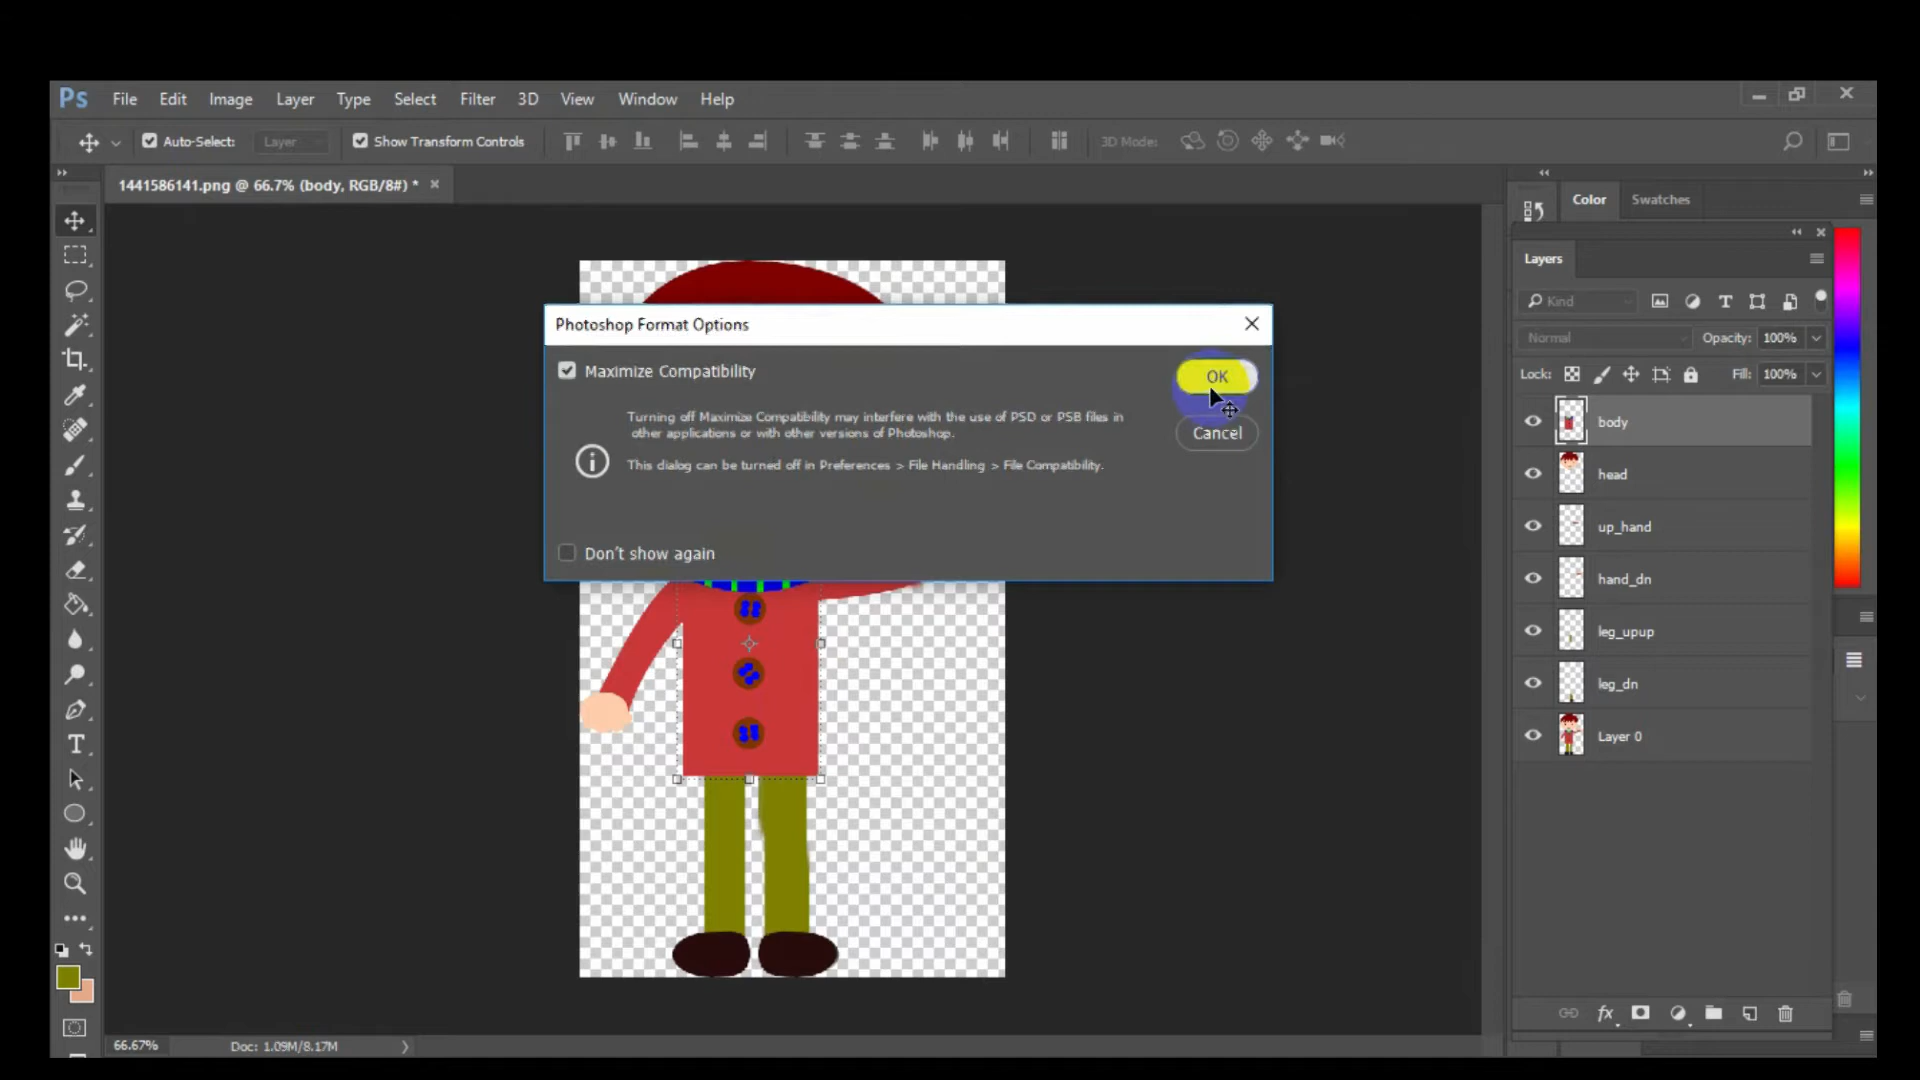 Ps File Edit Image Layer Type Select Filter 3D View Window Help
Auto-Select: Layer Show Transform Controls 3D Mode:
1441586141.png @ 66.7% (body, RGB/8#) * ×
Color Swatches
Layers
Kind
Normal Opacity: 100%
Lock: Fill: 100%
body
head
up_hand
hand_dn
leg_upup
leg_dn
Layer 0
fx
Photoshop Format Options
Maximize Compatibility
OK
Cancel
Turning off Maximize Compatibility may interfere with the use of PSD or PSB files in
other applications or with other versions of Photoshop.
This dialog can be turned off in Preferences > File Handling > File Compatibility.
Don't show again
66.67% Doc: 1.09M/8.17M